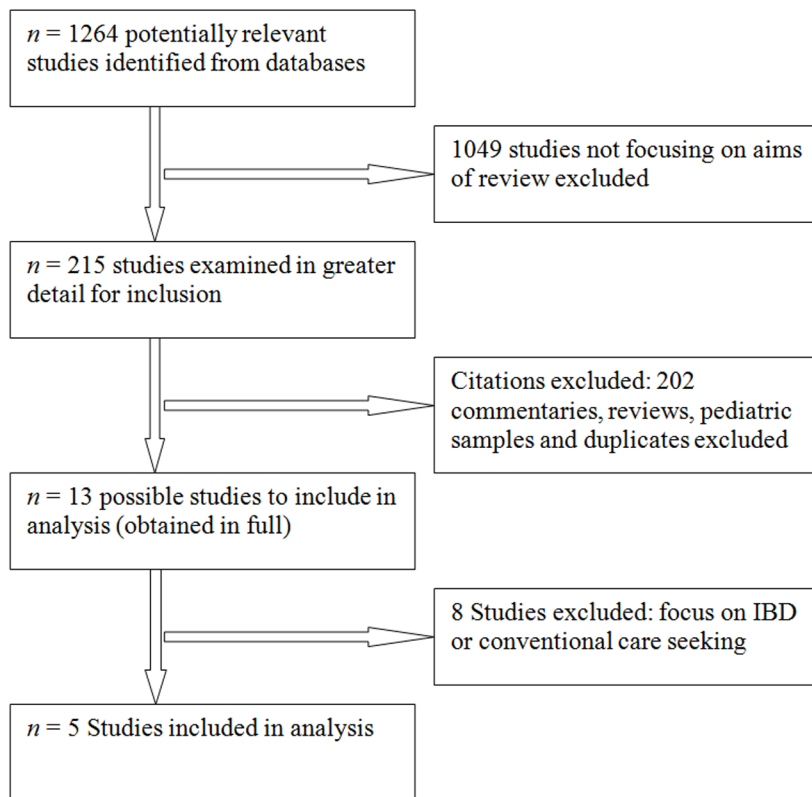 n = 1264 potentially relevant
studies identified from databases
1049 studies not focusing on aims
of review excluded
n = 215 studies examined in greater
detail for inclusion
Citations excluded: 202
commentaries, reviews, pediatric
samples and duplicates excluded
n = 13 possible studies to include in
analysis (obtained in full)
8 Studies excluded: focus on IBD
or conventional care seeking
n = 5 Studies included in analysis